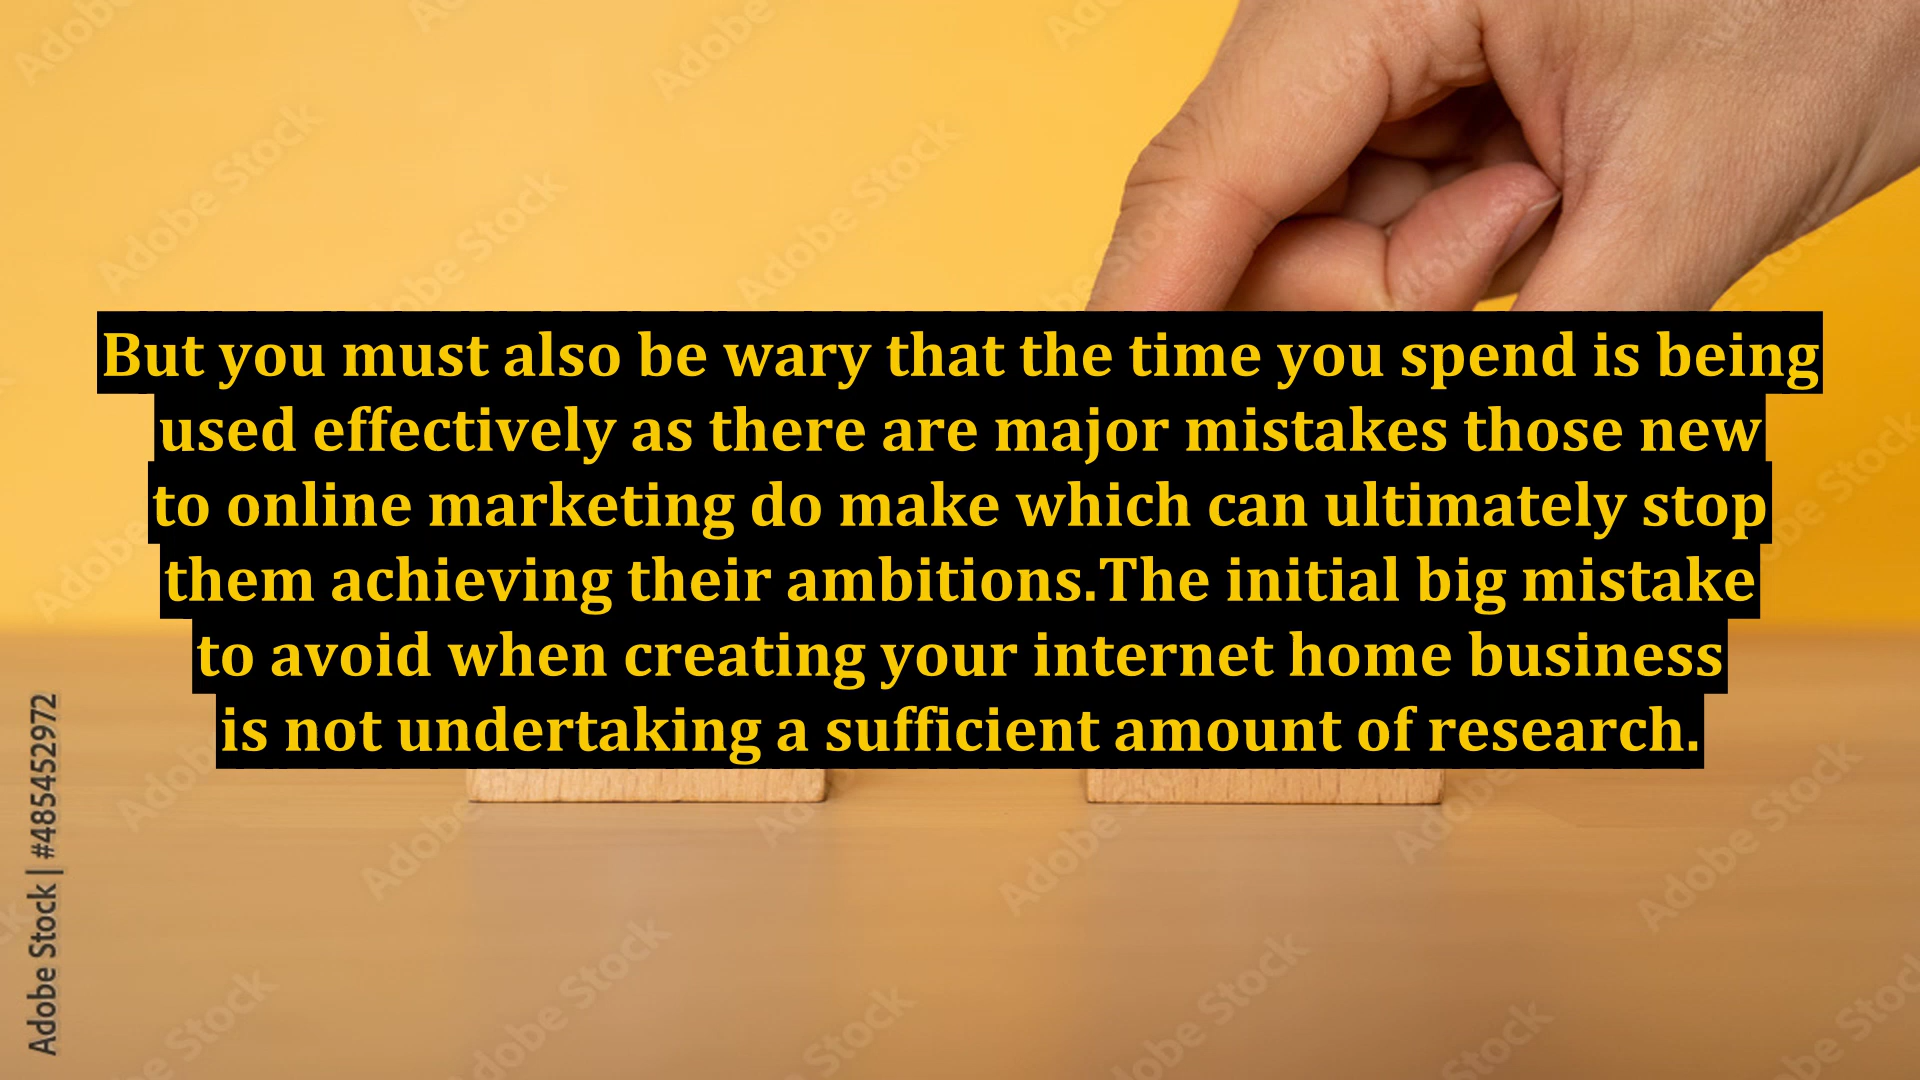 But you must also be wary that the time you spend is being
used effectively as there are major mistakes those new
to online marketing do make which can ultimately stop
them achieving their ambitions.The initial big mistake
to avoid when creating your internet home business
is not undertaking a sufficient amount of research.
Adobe Stock | #485452972
Adobe Stock